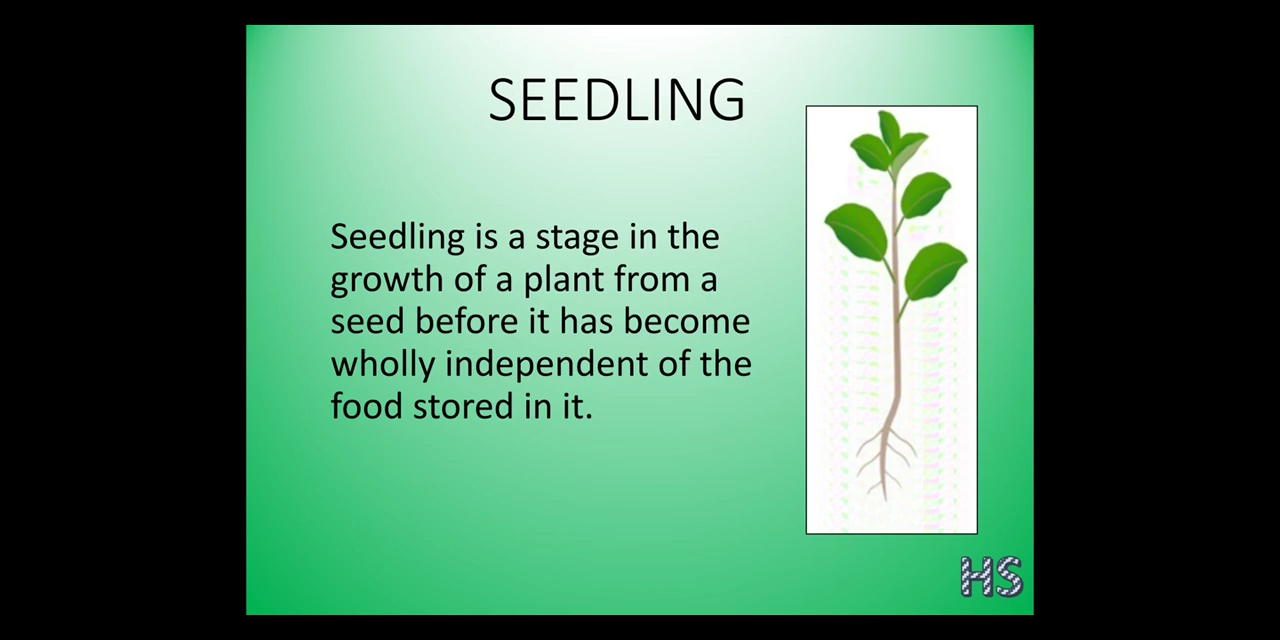 SEEDLING
Seedling is a stage in the
growth of a plant from a
seed before it has become
wholly independent of the
food stored in it.
HS